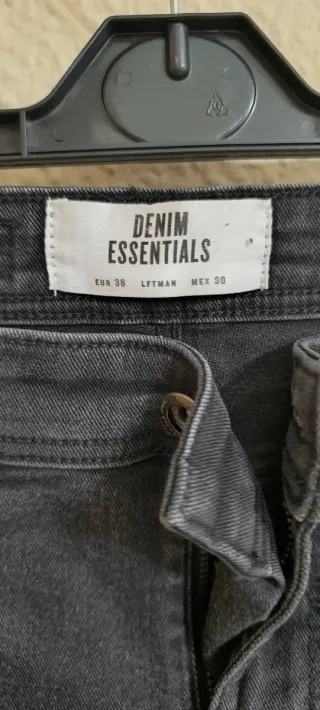 DENIM
ESSENTIALS
EUR 38 LFTMAN MEX 30